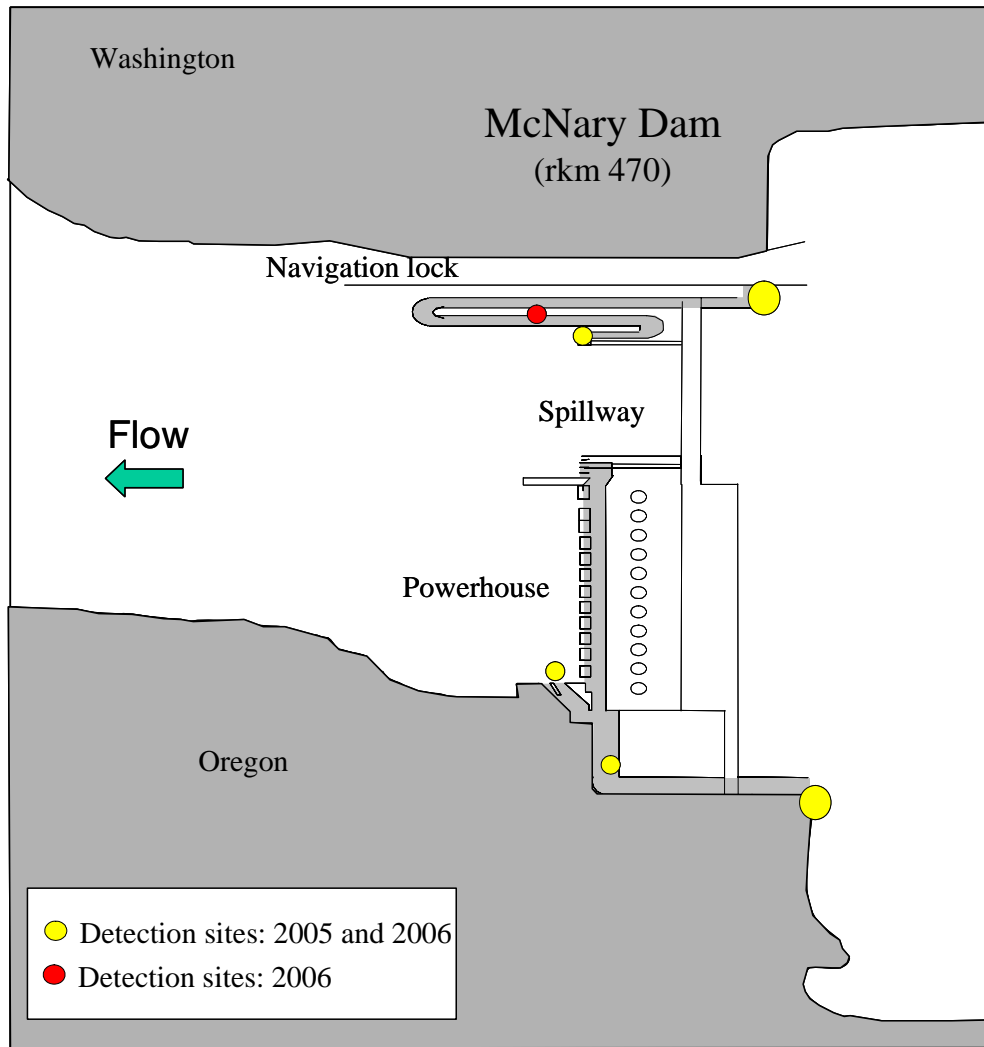 Washington
McNary Dam
(rkm 470)
Navigation lock
Spillway
Flow
Powerhouse
Oregon
Detection sites: 2005 and 2006
Detection sites: 2006